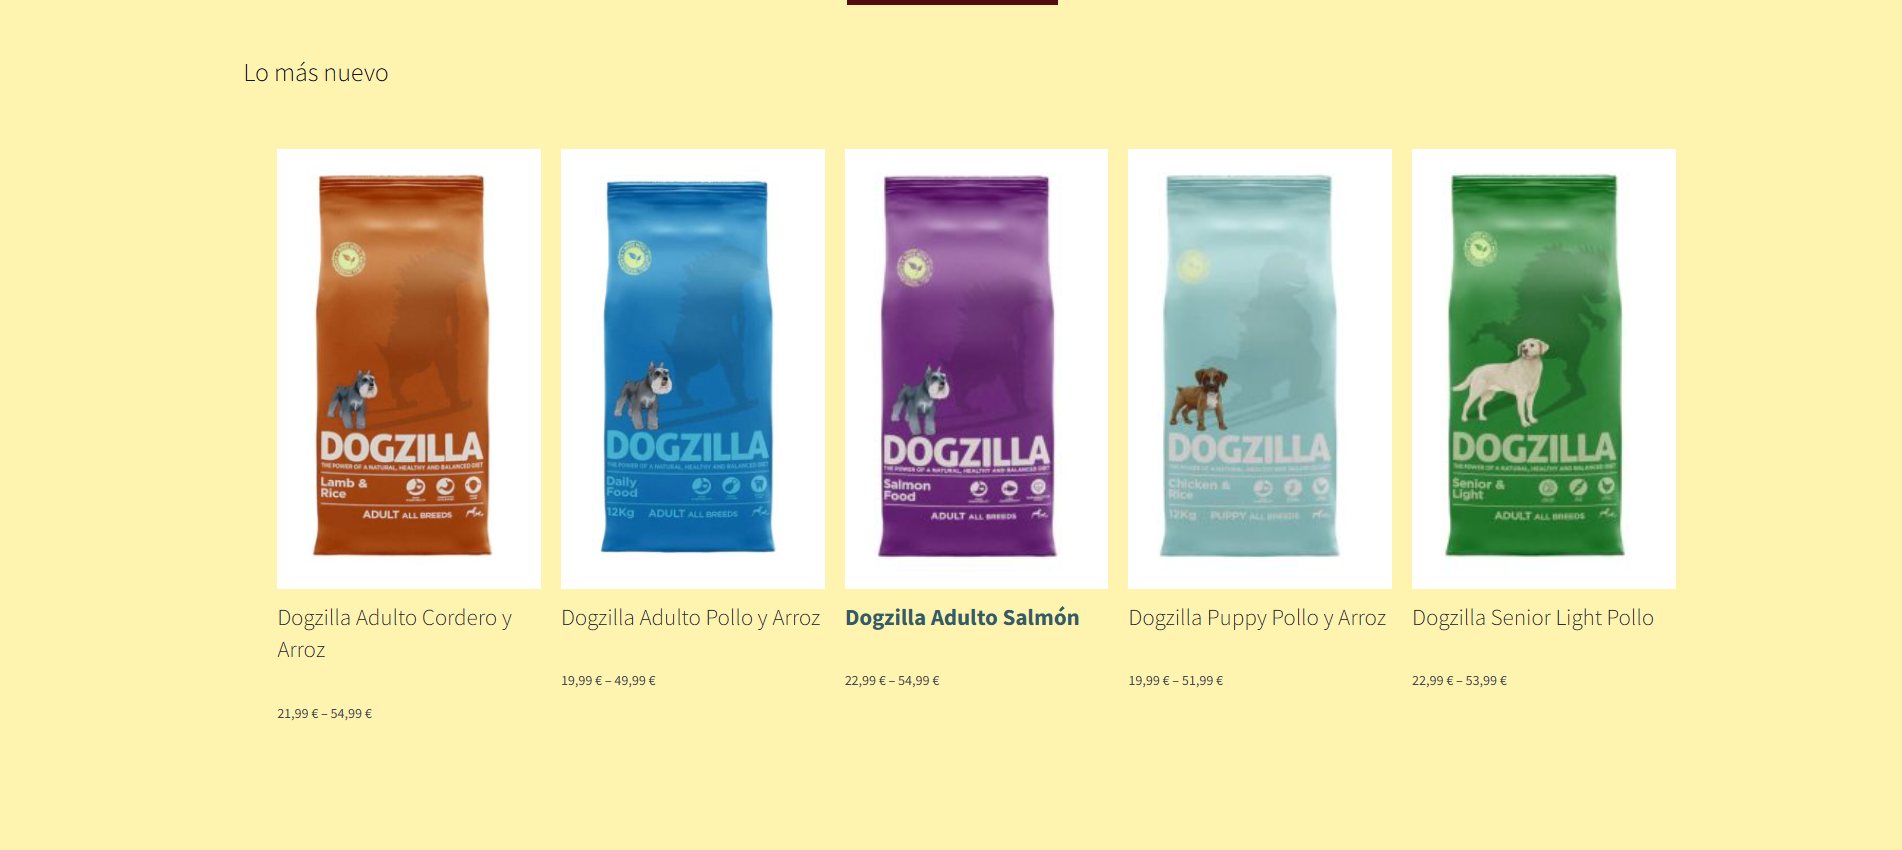 Lo más nuevo
DOGZILLA
THE POWER OF A NATURAL, HEALTHY AND BALANCED DIET
Lamb &
Rice
ADULT ALL BREEDS
Dogzilla Adulto Cordero y
Arroz
21,99 € – 54,99 €
DOGZILLA
THE POWER OF A NATURAL, HEALTHY AND BALANCED DIET
Daily
Food
12Kg ADULT ALL BREEDS
Dogzilla Adulto Pollo y Arroz
19,99 € – 49,99 €
DOGZILLA
THE POWER OF A NATURAL, HEALTHY AND BALANCED DIET
Salmon
Food
ADULT ALL BREEDS
Dogzilla Adulto Salmón
22,99 € – 54,99 €
DOGZILLA
THE POWER OF A NATURAL, HEALTHY AND BALANCED DIET
Chicken &
Rice
12Kg PUPPY ALL BREEDS
Dogzilla Puppy Pollo y Arroz
19,99 € – 51,99 €
DOGZILLA
THE POWER OF A NATURAL, HEALTHY AND BALANCED DIET
Senior &
Light
ADULT ALL BREEDS
Dogzilla Senior Light Pollo
22,99 € – 53,99 €